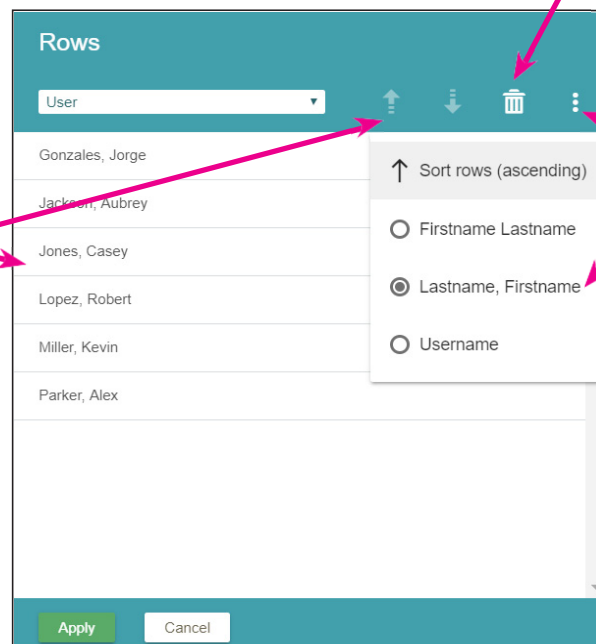 Rows
User
Gonzales, Jorge
Jackson, Aubrey
Jones, Casey
Lopez, Robert
Miller, Kevin
Parker, Alex
Sort rows (ascending)
Firstname Lastname
Lastname, Firstname
Username
Apply
Cancel